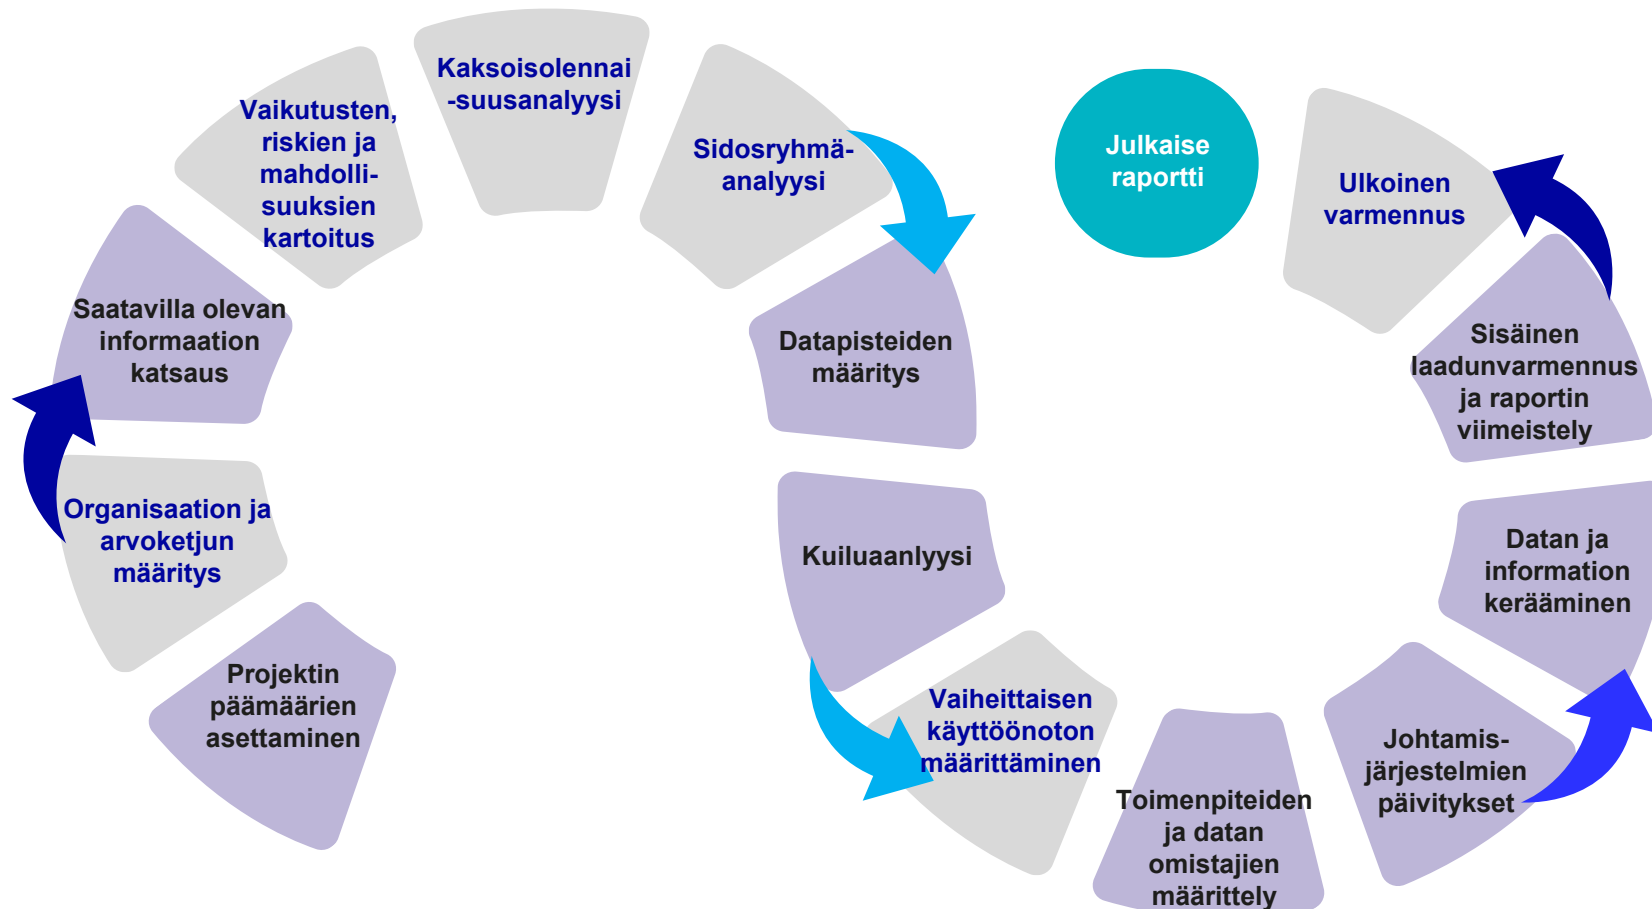 Projektin
päämäärien
asettaminen
Organisaation ja
arvoketjun
määritys
Saatavilla olevan
informaation
katsaus
Vaikutusten,
riskien ja
mahdolli-
suuksien
kartoitus
Kaksoisolennai
-suusanalyysi
Sidosryhmä-
analyysi
Datapisteiden
määritys
Kuiluaanlyysi
Vaiheittaisen
käyttöönoton
määrittäminen
Toimenpiteiden
ja datan
omistajien
määrittely
Johtamis-
järjestelmien
päivitykset
Datan ja
information
kerääminen
Sisäinen
laadunvarmennus
ja raportin
viimeistely
Ulkoinen
varmennus
Julkaise
raportti